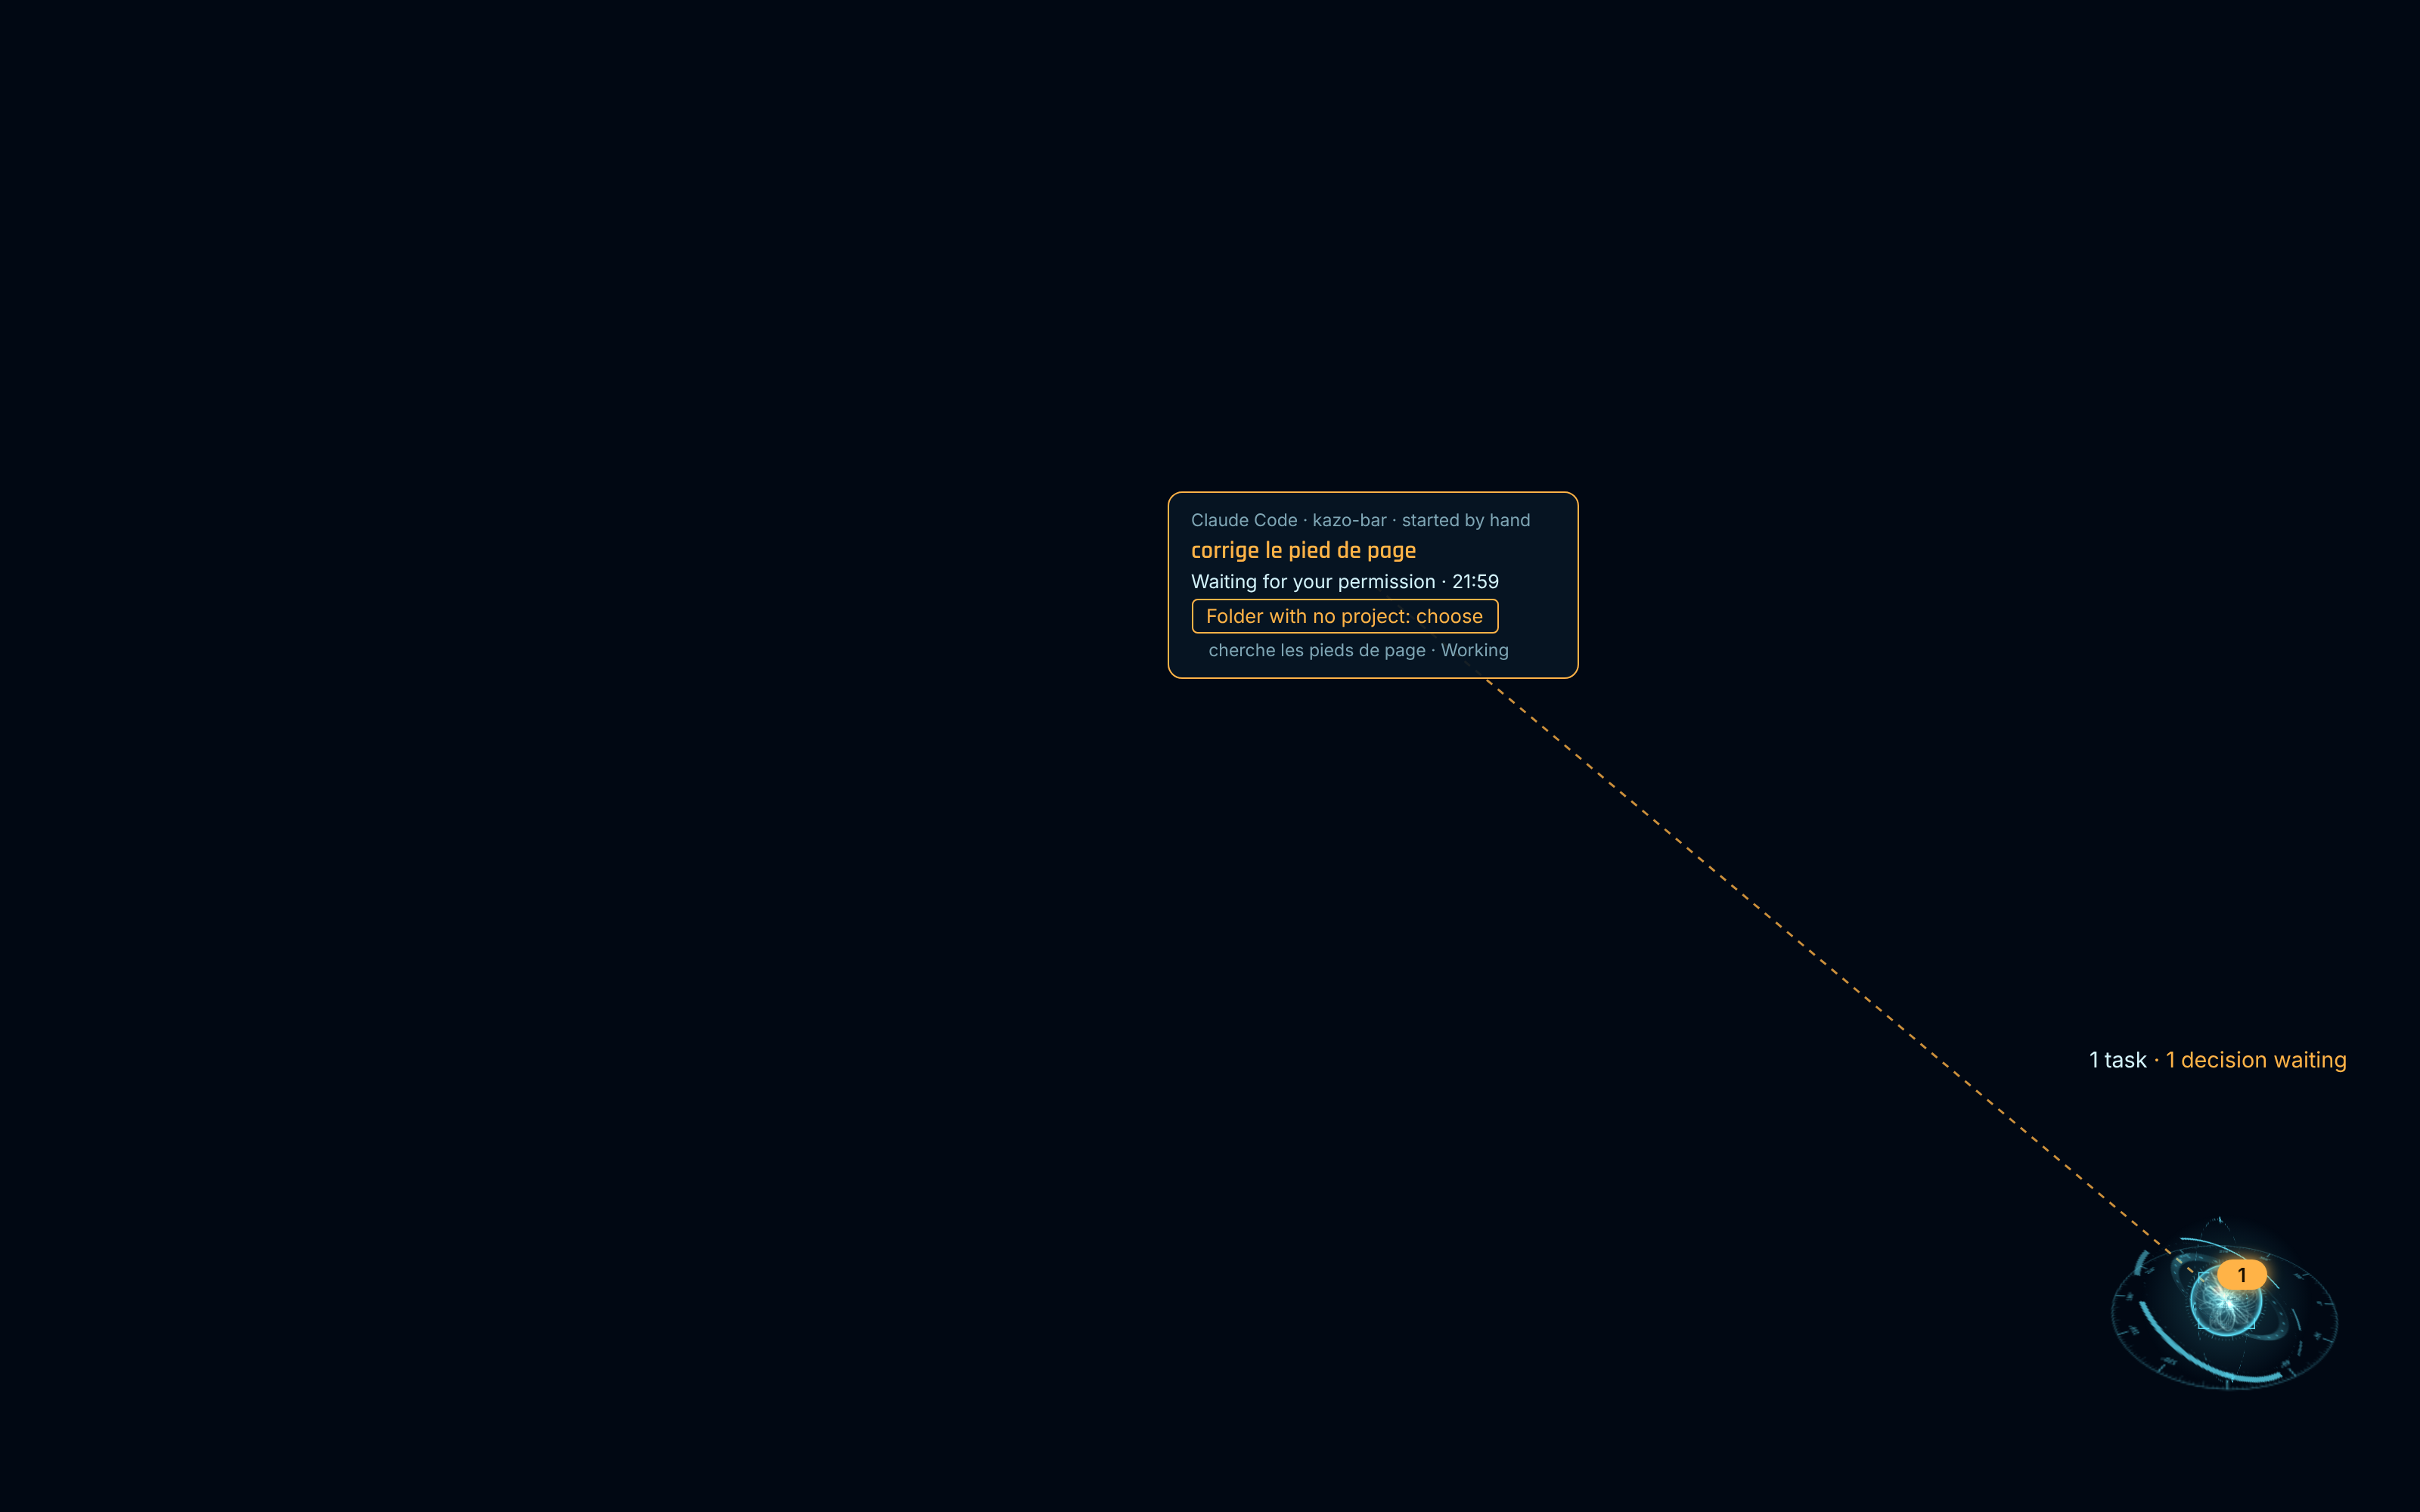 Claude Code · kazo-bar · started by hand
corrige le pied de page
Waiting for your permission · 21:59
Folder with no project: choose
cherche les pieds de page · Working
1 task · 1 decision waiting
1